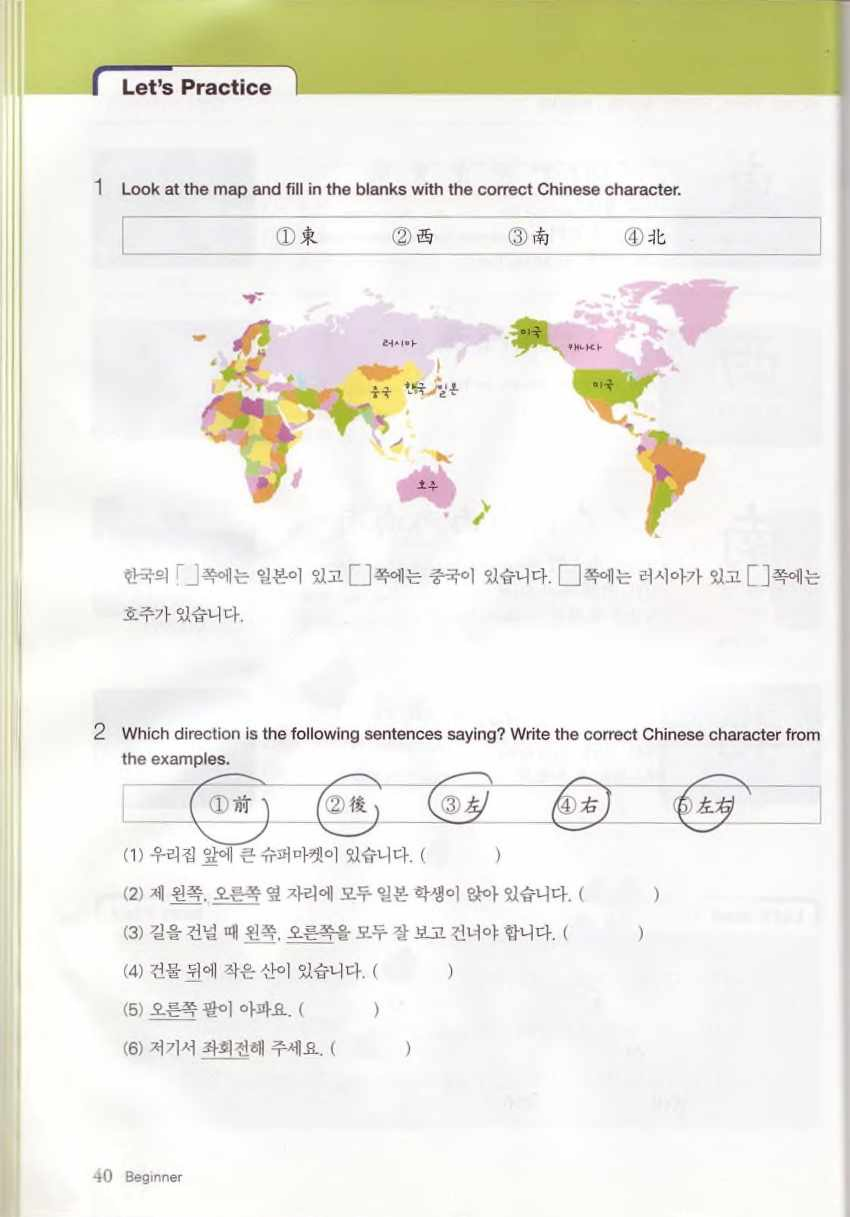 Let's Practice
1 Look at the map and fill in the blanks with the correct Chinese character.
①東 ②西 ③南 ④北
러시아
미국
캐나다
중국 한국 일본
미국
호주
한국의 □쪽에는 일본이 있고 □쪽에는 중국이 있습니다. □쪽에는 러시아가 있고 □쪽에는
호주가 있습니다.
2 Which direction is the following sentences saying? Write the correct Chinese character from
the examples.
①前 ②後 ③左 ④右 ⑤左右
(1) 우리집 앞에 큰 슈퍼마켓이 있습니다. ( )
(2) 제 왼쪽, 오른쪽 옆 자리에 모두 일본 학생이 앉아 있습니다. ( )
(3) 길을 건널 때 왼쪽, 오른쪽을 모두 잘 보고 건너야 합니다. ( )
(4) 건물 뒤에 작은 산이 있습니다. ( )
(5) 오른쪽 팔이 아파요. ( )
(6) 저기서 좌회전해 주세요. ( )
40 Beginner